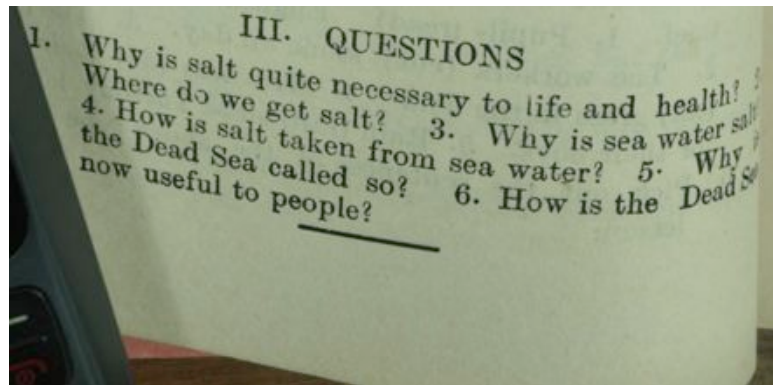 III. QUESTIONS
1. Why is salt quite necessary to life and health?
Where do we get salt? 3. Why is sea water
4. How is salt taken from sea water? 5. Why
the Dead Sea called so? 6. How is the Dead
now useful to people?